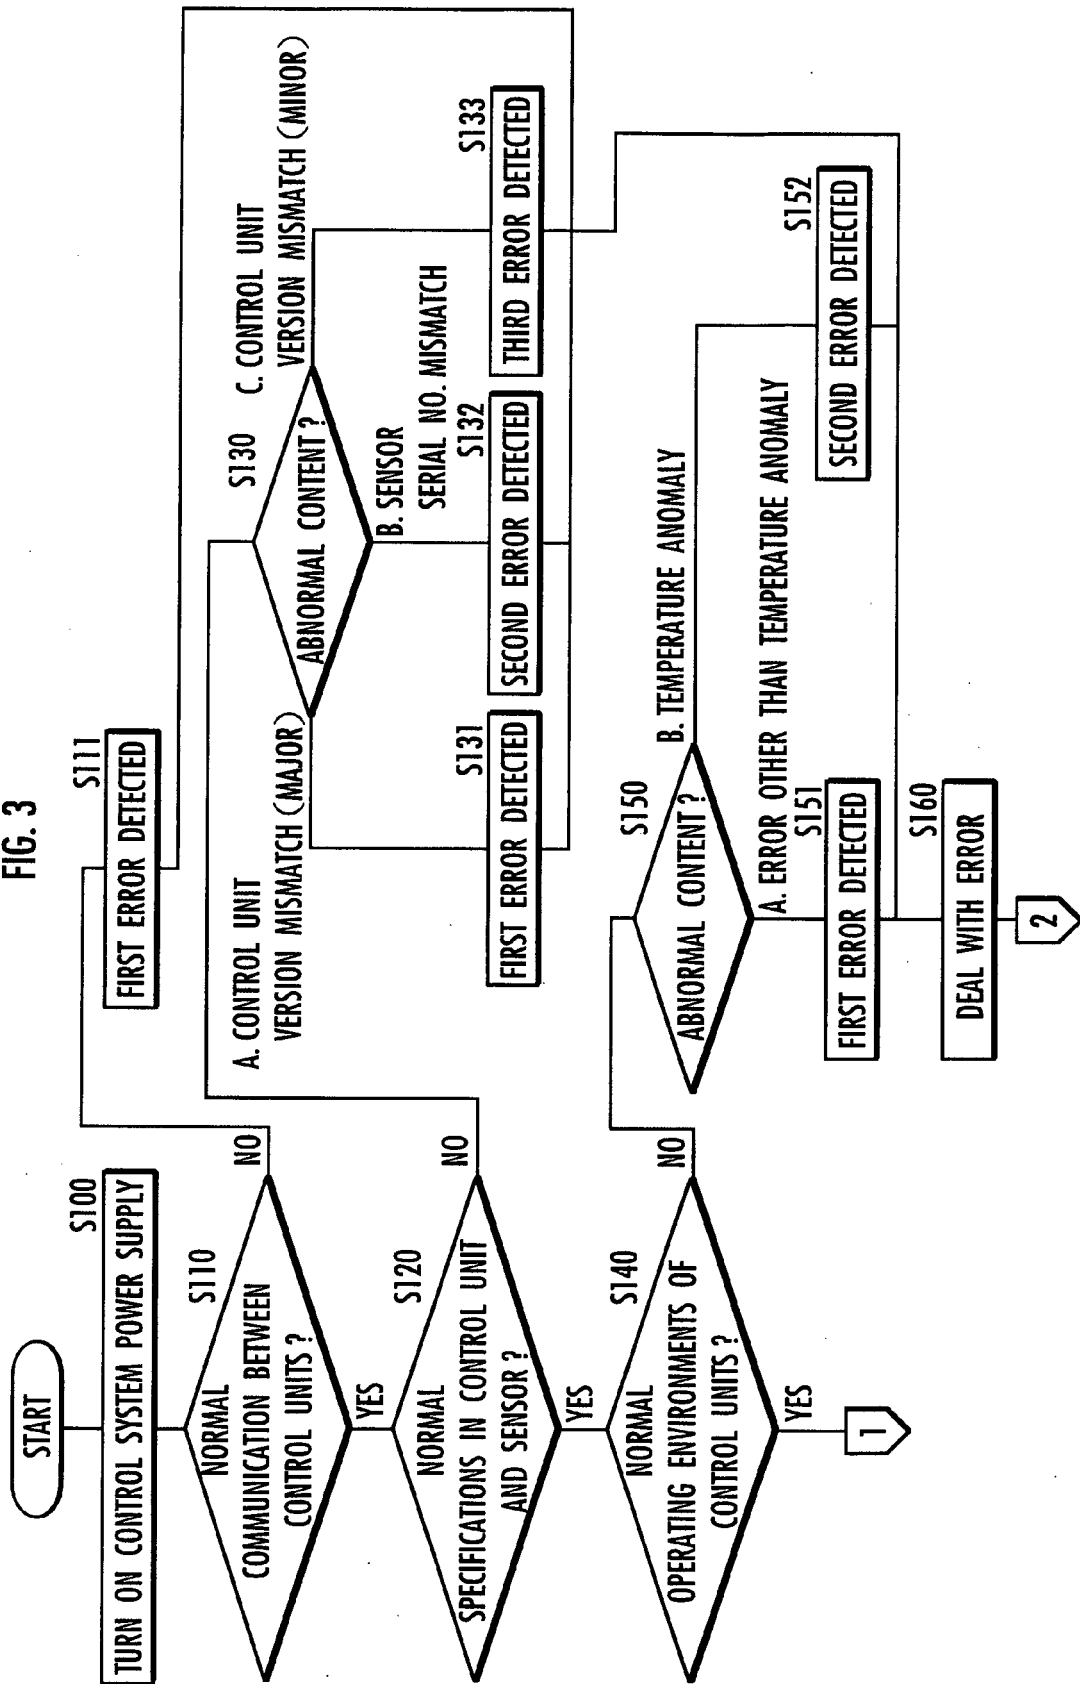 FIG. 3
START
S100
TURN ON CONTROL SYSTEM POWER SUPPLY
S110
NORMAL
COMMUNICATION BETWEEN
CONTROL UNITS ?
NO
YES
S111
FIRST ERROR DETECTED
S120
NORMAL
SPECIFICATIONS IN CONTROL UNIT
AND SENSOR ?
NO
YES
S130
ABNORMAL CONTENT ?
A. CONTROL UNIT
VERSION MISMATCH (MAJOR)
B. SENSOR
SERIAL NO. MISMATCH
C. CONTROL UNIT
VERSION MISMATCH (MINOR)
S131
FIRST ERROR DETECTED
S132
SECOND ERROR DETECTED
S133
THIRD ERROR DETECTED
S140
NORMAL
OPERATING ENVIRONMENTS OF
CONTROL UNITS ?
NO
YES
1
S150
ABNORMAL CONTENT ?
B. TEMPERATURE ANOMALY
A. ERROR OTHER THAN TEMPERATURE ANOMALY
S151
FIRST ERROR DETECTED
S152
SECOND ERROR DETECTED
S160
DEAL WITH ERROR
2